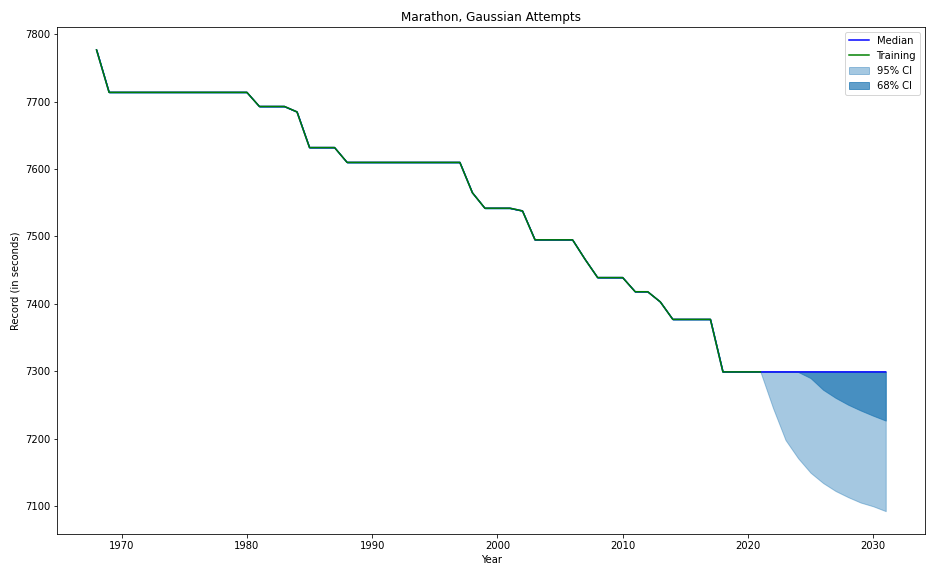 Marathon, Gaussian Attempts
Median
Training
95% CI
68% CI
Record (in seconds)
7800
7700
7600
7500
7400
7300
7200
7100
1970 1980 1990 2000 2010 2020 2030
Year